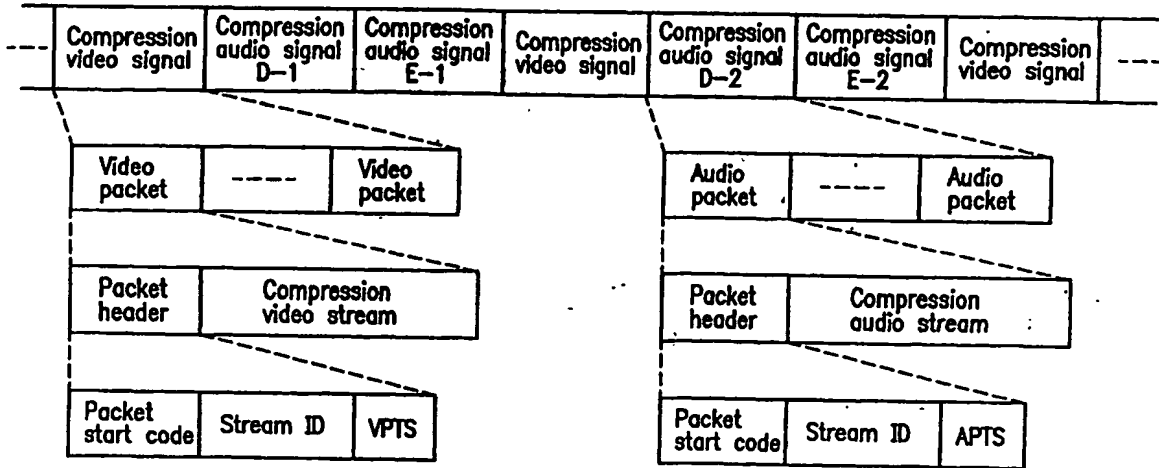 Compression video signal
Compression audio signal D-1
Compression audio signal E-1
Compression video signal
Compression audio signal D-2
Compression audio signal E-2
Compression video signal
Video packet
Video packet
Audio packet
Audio packet
Packet header
Compression video stream
Packet header
Compression audio stream
Packet start code
Stream ID
VPTS
Packet start code
Stream ID
APTS